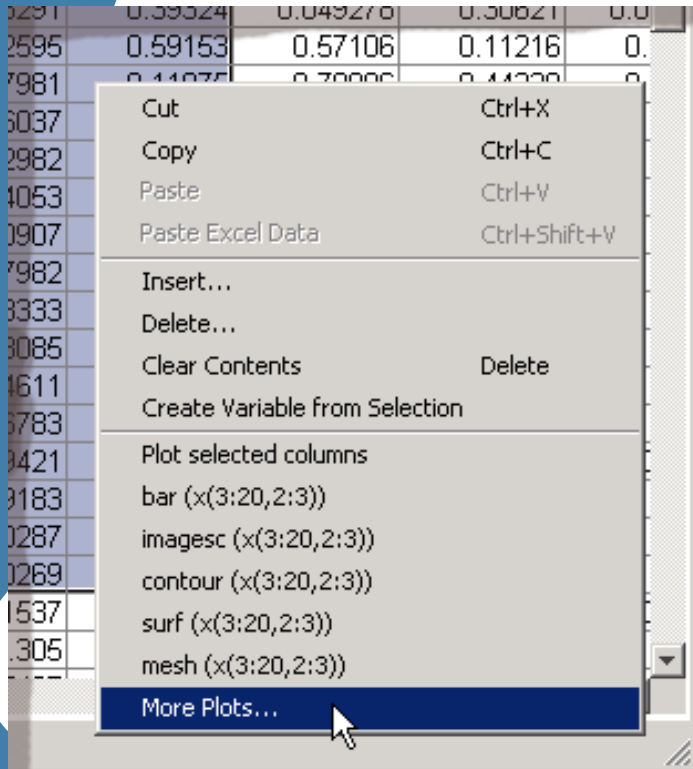 2595 0.59153 0.57106 0.11216 0.
7981
6037
2982
4053
0907
7982
3333
3085
4611
6783
9421
9183
0287
0269
1537
.305
Cut Ctrl+X
Copy Ctrl+C
Paste Ctrl+V
Paste Excel Data Ctrl+Shift+V
Insert...
Delete...
Clear Contents Delete
Create Variable from Selection
Plot selected columns
bar (x(3:20,2:3))
imagesc (x(3:20,2:3))
contour (x(3:20,2:3))
surf (x(3:20,2:3))
mesh (x(3:20,2:3))
More Plots...